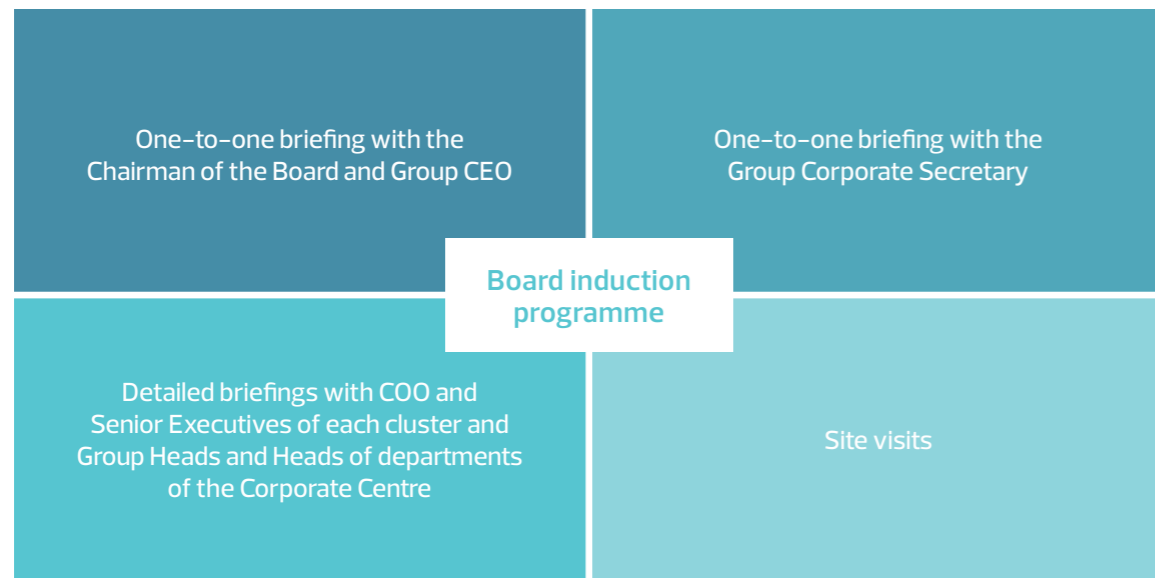 One-to-one briefing with the
Chairman of the Board and Group CEO
One-to-one briefing with the
Group Corporate Secretary
Board induction
programme
Detailed briefings with COO and
Senior Executives of each cluster and
Group Heads and Heads of departments
of the Corporate Centre
Site visits